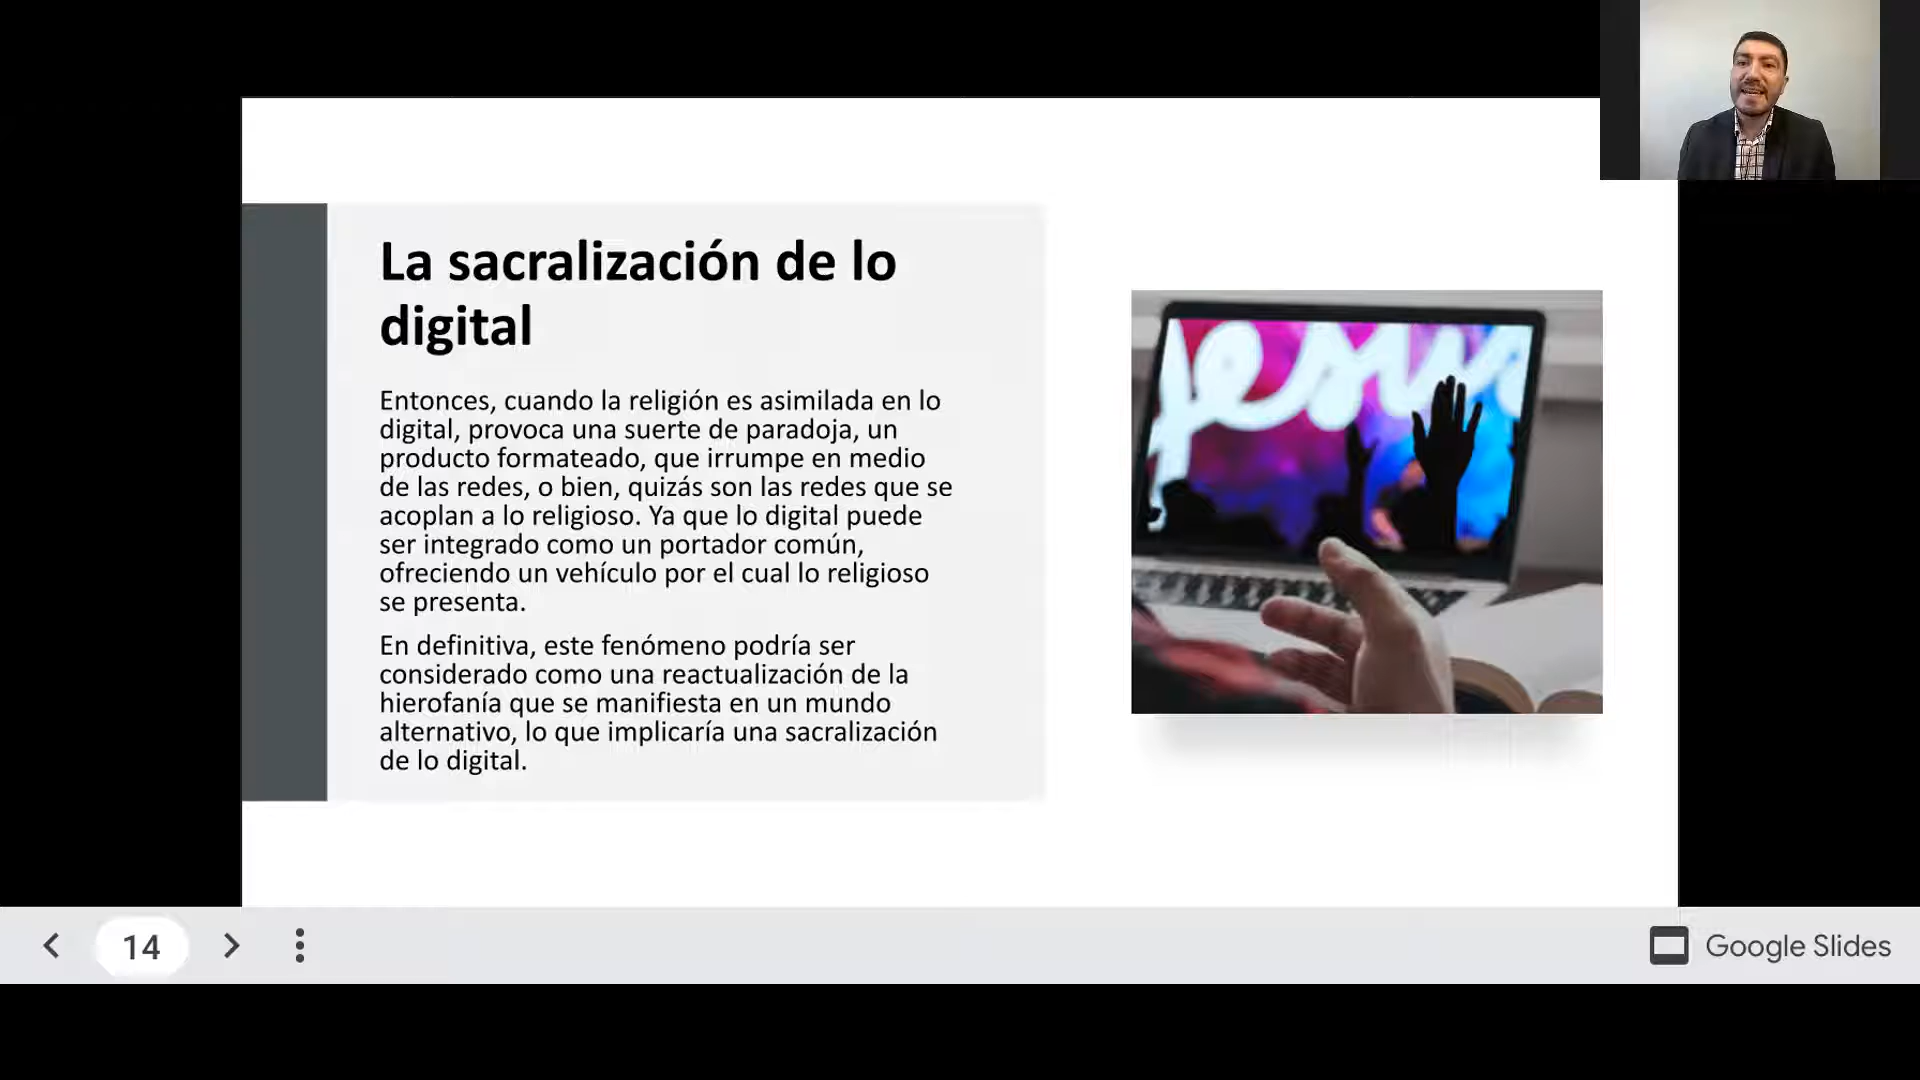 La sacralización de lo
digital
Entonces, cuando la religión es asimilada en lo
digital, provoca una suerte de paradoja, un
producto formateado, que irrumpe en medio
de las redes, o bien, quizás son las redes que se
acoplan a lo religioso. Ya que lo digital puede
ser integrado como un portador común,
ofreciendo un vehículo por el cual lo religioso
se presenta.
En definitiva, este fenómeno podría ser
considerado como una reactualización de la
hierofanía que se manifiesta en un mundo
alternativo, lo que implicaría una sacralización
de lo digital.
Jesus
14
Google Slides